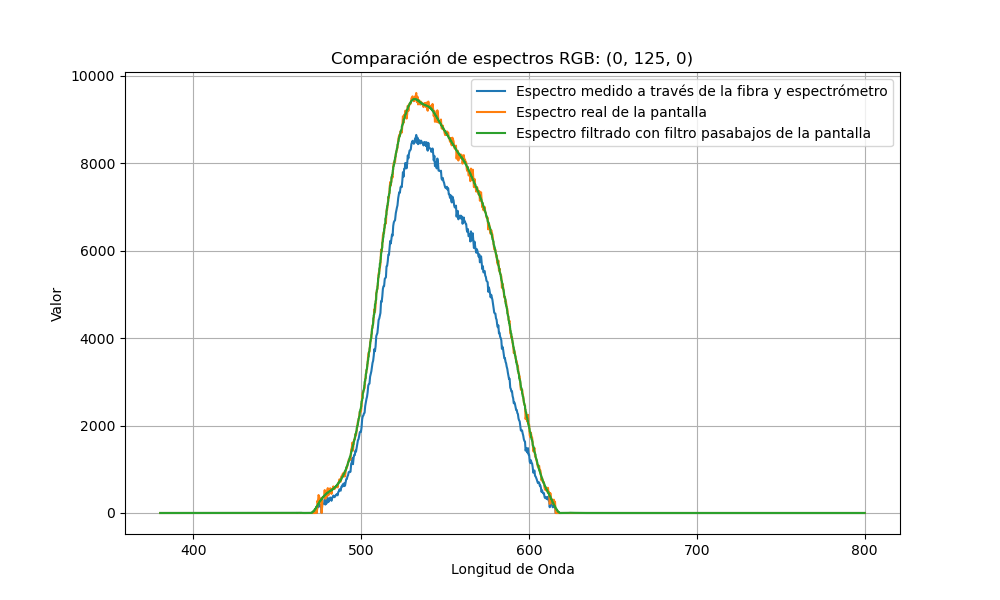 Comparación de espectros RGB: (0, 125, 0)
Espectro medido a través de la fibra y espectrómetro
Espectro real de la pantalla
Espectro filtrado con filtro pasabajos de la pantalla
10000
8000
6000
4000
2000
0
Valor
400 500 600 700 800
Longitud de Onda